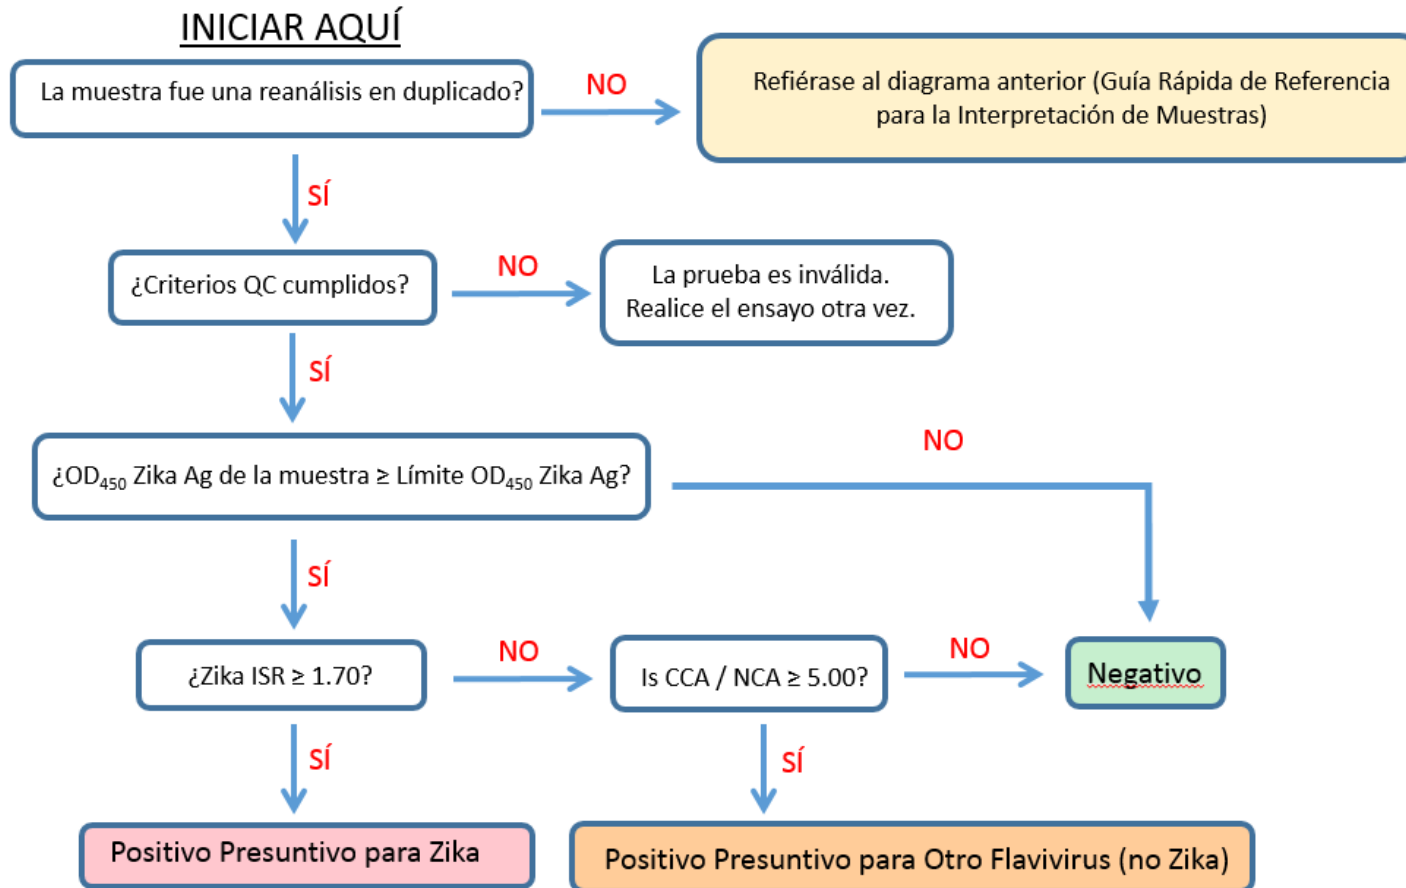 INICIAR AQUÍ
La muestra fue una reanálisis en duplicado?
NO
Refiérase al diagrama anterior (Guía Rápida de Referencia
para la Interpretación de Muestras)
SÍ
¿Criterios QC cumplidos?
NO
La prueba es inválida.
Realice el ensayo otra vez.
SÍ
¿OD₄₅₀ Zika Ag de la muestra ≥ Límite OD₄₅₀ Zika Ag?
NO
SÍ
¿Zika ISR ≥ 1.70?
NO
Is CCA / NCA ≥ 5.00?
NO
Negativo
SÍ
SÍ
Positivo Presuntivo para Zika
Positivo Presuntivo para Otro Flavivirus (no Zika)